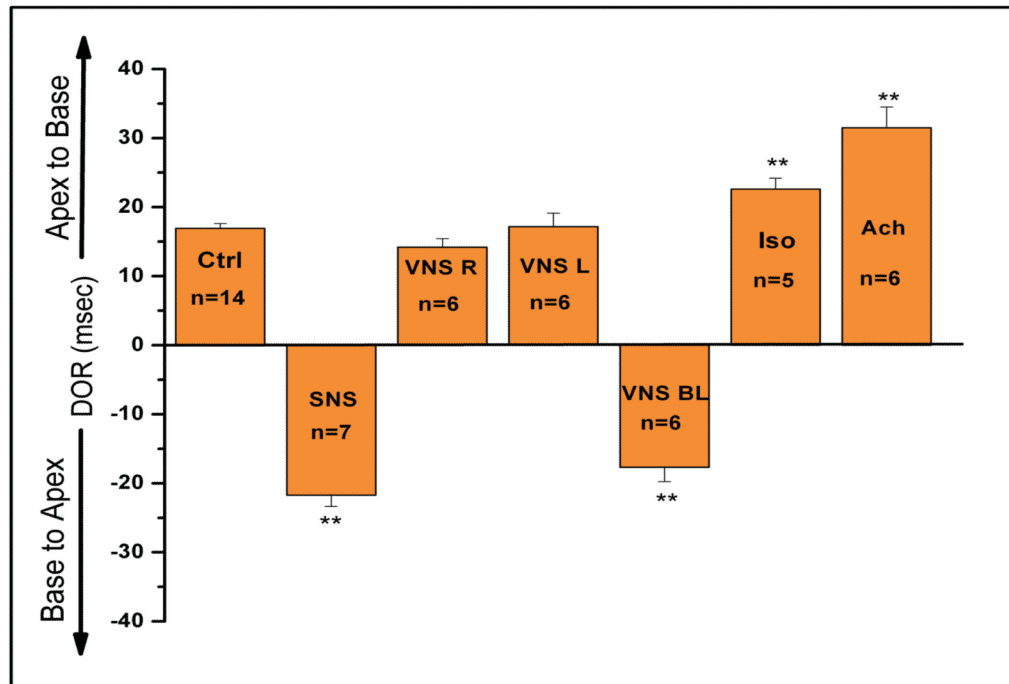 Apex to Base
DOR (msec)
Base to Apex
40
30
20
10
0
-10
-20
-30
-40
Ctrl
n=14
SNS
n=7
**
VNS R
n=6
VNS L
n=6
VNS BL
n=6
**
**
Iso
n=5
**
Ach
n=6